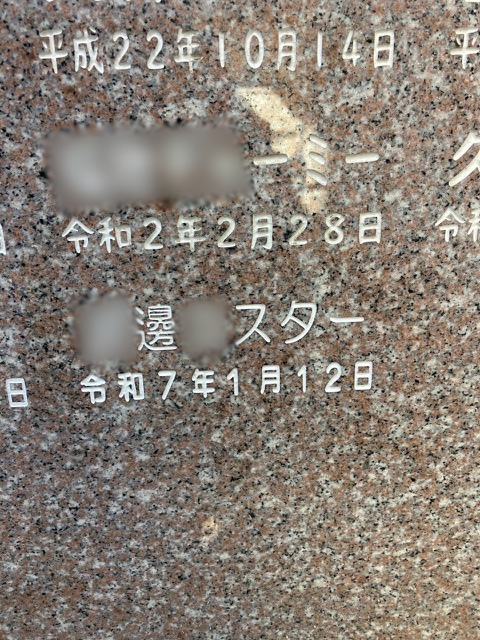 平成22年10月14日
ーミー
令和2年2月28日
邊 スター
令和7年1月12日
日